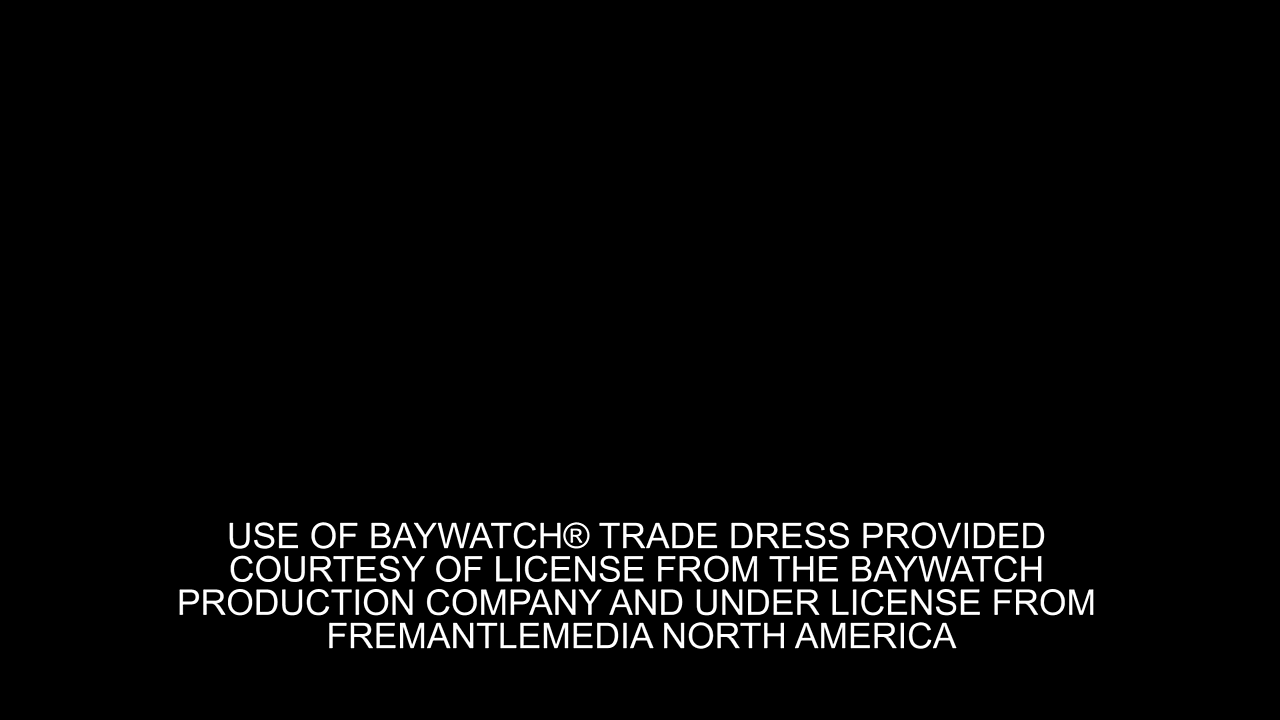 USE OF BAYWATCH® TRADE DRESS PROVIDED
COURTESY OF LICENSE FROM THE BAYWATCH
PRODUCTION COMPANY AND UNDER LICENSE FROM
FREMANTLEMEDIA NORTH AMERICA